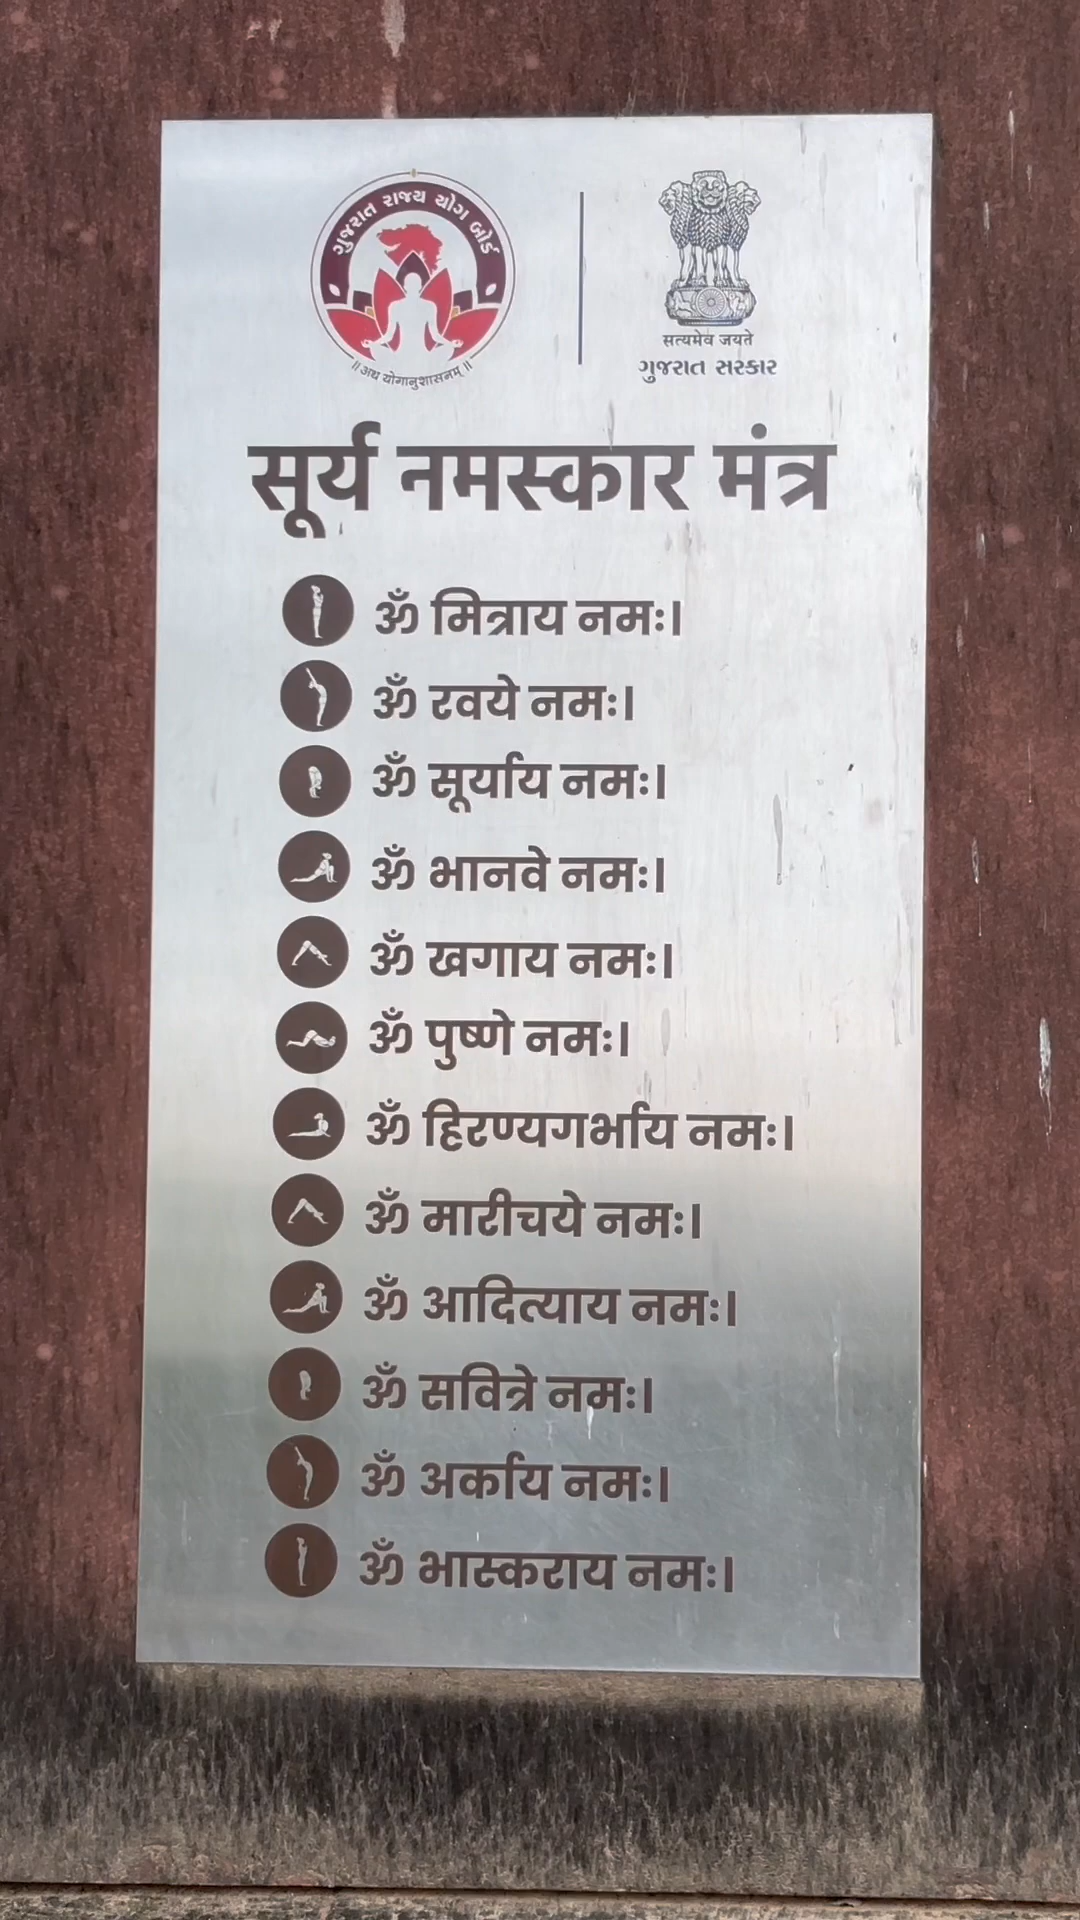 ગુજરાત રાજ્ય યોગ બોર્ડ
॥ अथ योगानुशासनम् ॥
सत्यमेव जयते
ગુજરાત સરકાર
सूर्य नमस्कार मंत्र
ॐ मित्राय नमः।
ॐ रवये नमः।
ॐ सूर्याय नमः।
ॐ भानवे नमः।
ॐ खगाय नमः।
ॐ पुष्णे नमः।
ॐ हिरण्यगर्भाय नमः।
ॐ मारीचये नमः।
ॐ आदित्याय नमः।
ॐ सवित्रे नमः।
ॐ अर्काय नमः।
ॐ भास्कराय नमः।